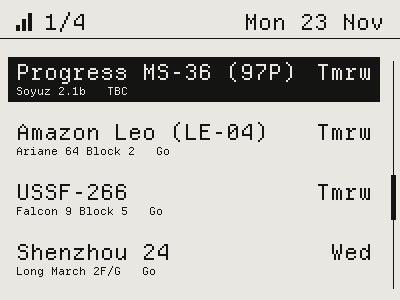 1/4 Mon 23 Nov
Progress MS-36 (97P) Tmrw
Soyuz 2.1b TBC
Amazon Leo (LE-04) Tmrw
Ariane 64 Block 2 Go
USSF-266 Tmrw
Falcon 9 Block 5 Go
Shenzhou 24 Wed
Long March 2F/G Go